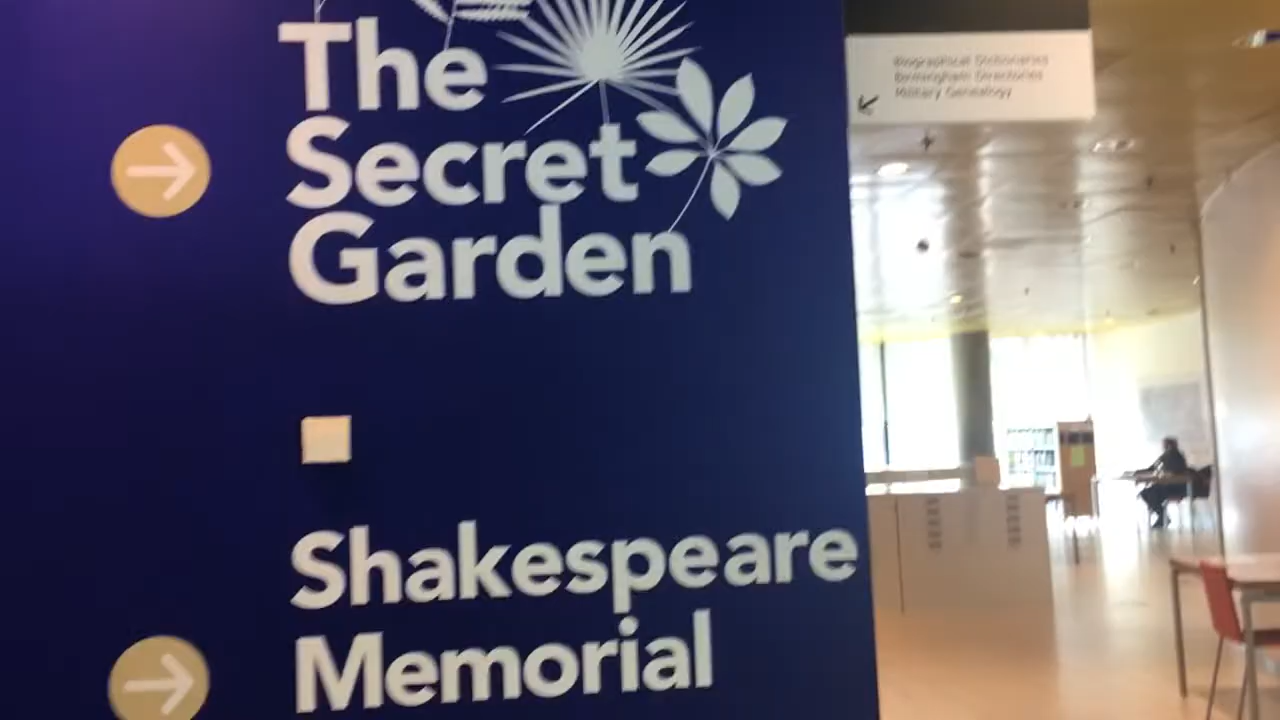 The
Secret
Garden
Shakespeare
Memorial
Biographical Dictionaries
Birmingham Directories
Military Genealogy